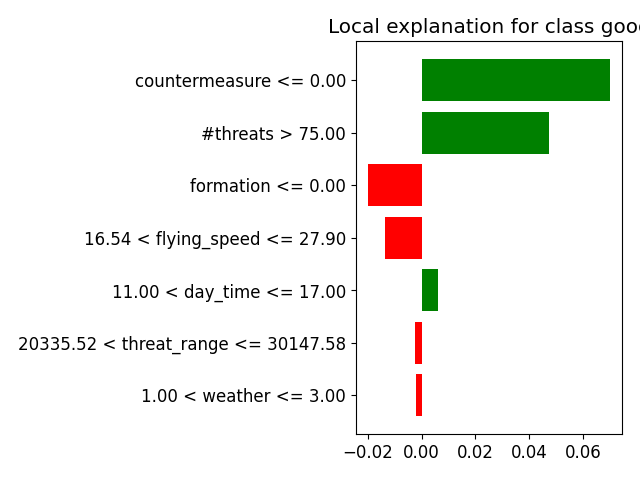 Local explanation for class good
countermeasure <= 0.00
#threats > 75.00
formation <= 0.00
16.54 < flying_speed <= 27.90
11.00 < day_time <= 17.00
20335.52 < threat_range <= 30147.58
1.00 < weather <= 3.00
−0.02 0.00 0.02 0.04 0.06